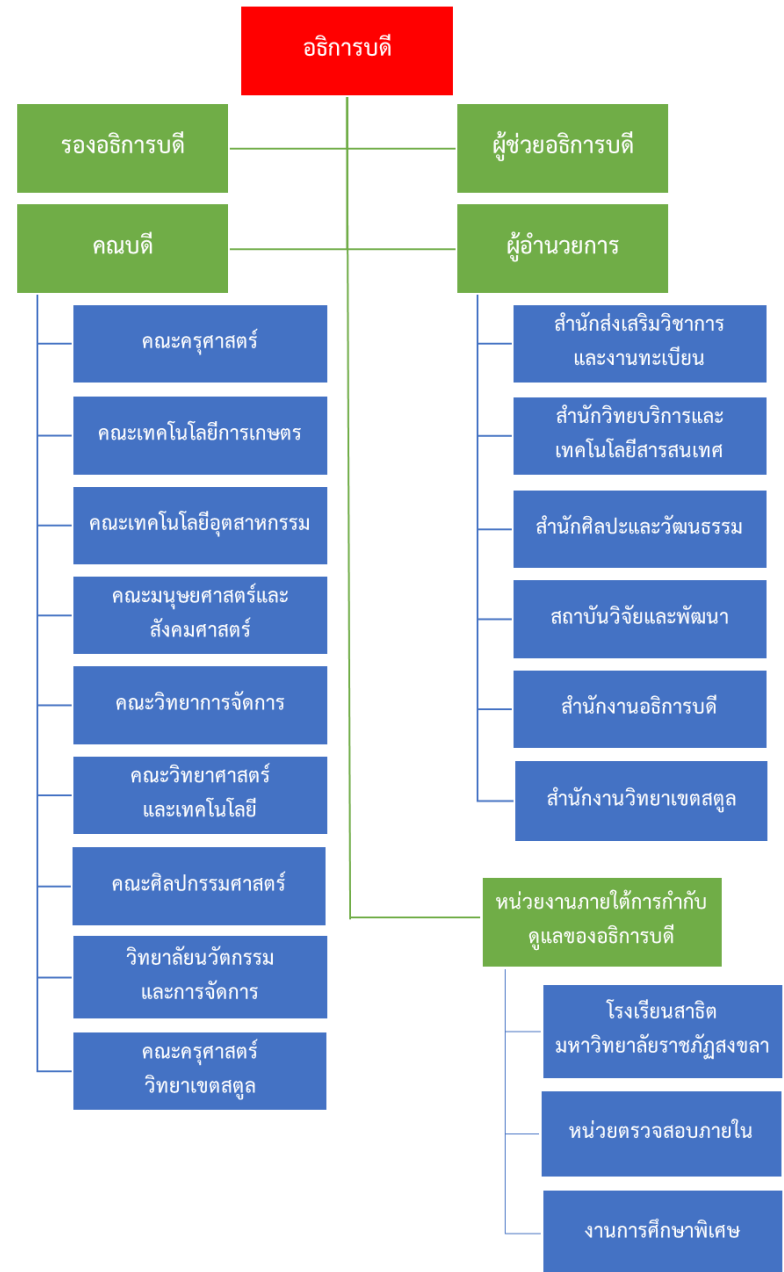 อธิการบดี
รองอธิการบดี
ผู้ช่วยอธิการบดี
คณบดี
ผู้อำนวยการ
คณะครุศาสตร์
คณะเทคโนโลยีการเกษตร
คณะเทคโนโลยีอุตสาหกรรม
คณะมนุษยศาสตร์และ
สังคมศาสตร์
คณะวิทยาการจัดการ
คณะวิทยาศาสตร์
และเทคโนโลยี
คณะศิลปกรรมศาสตร์
วิทยาลัยนวัตกรรม
และการจัดการ
คณะครุศาสตร์
วิทยาเขตสตูล
สำนักส่งเสริมวิชาการ
และงานทะเบียน
สำนักวิทยบริการและ
เทคโนโลยีสารสนเทศ
สำนักศิลปะและวัฒนธรรม
สถาบันวิจัยและพัฒนา
สำนักงานอธิการบดี
สำนักงานวิทยาเขตสตูล
หน่วยงานภายใต้การกำกับ
ดูแลของอธิการบดี
โรงเรียนสาธิต
มหาวิทยาลัยราชภัฏสงขลา
หน่วยตรวจสอบภายใน
งานการศึกษาพิเศษ